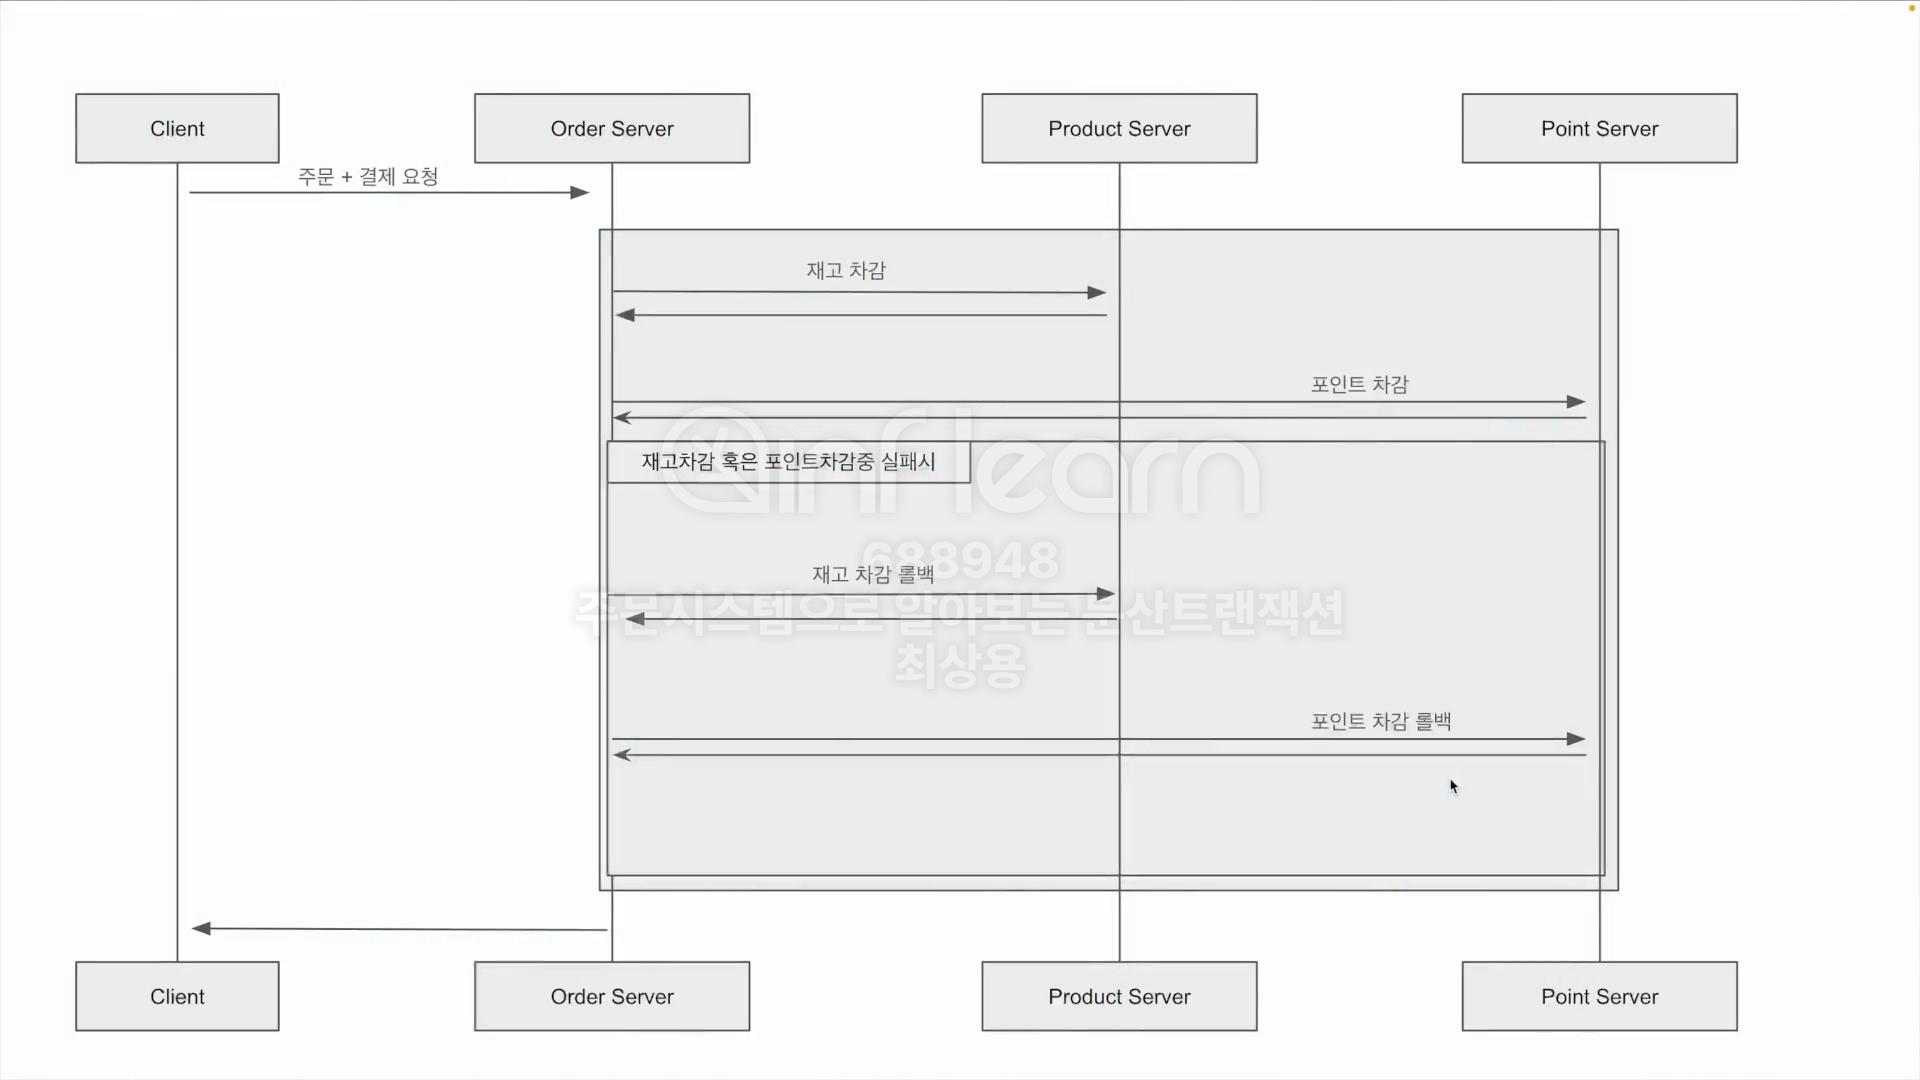 Client
Order Server
Product Server
Point Server
주문 + 결제 요청
재고 차감
포인트 차감
inflearn
재고차감 혹은 포인트차감중 실패시
688948
재고 차감 롤백
주문시스템으로 알아보는 분산트랜잭션
최상용
포인트 차감 롤백
Client
Order Server
Product Server
Point Server